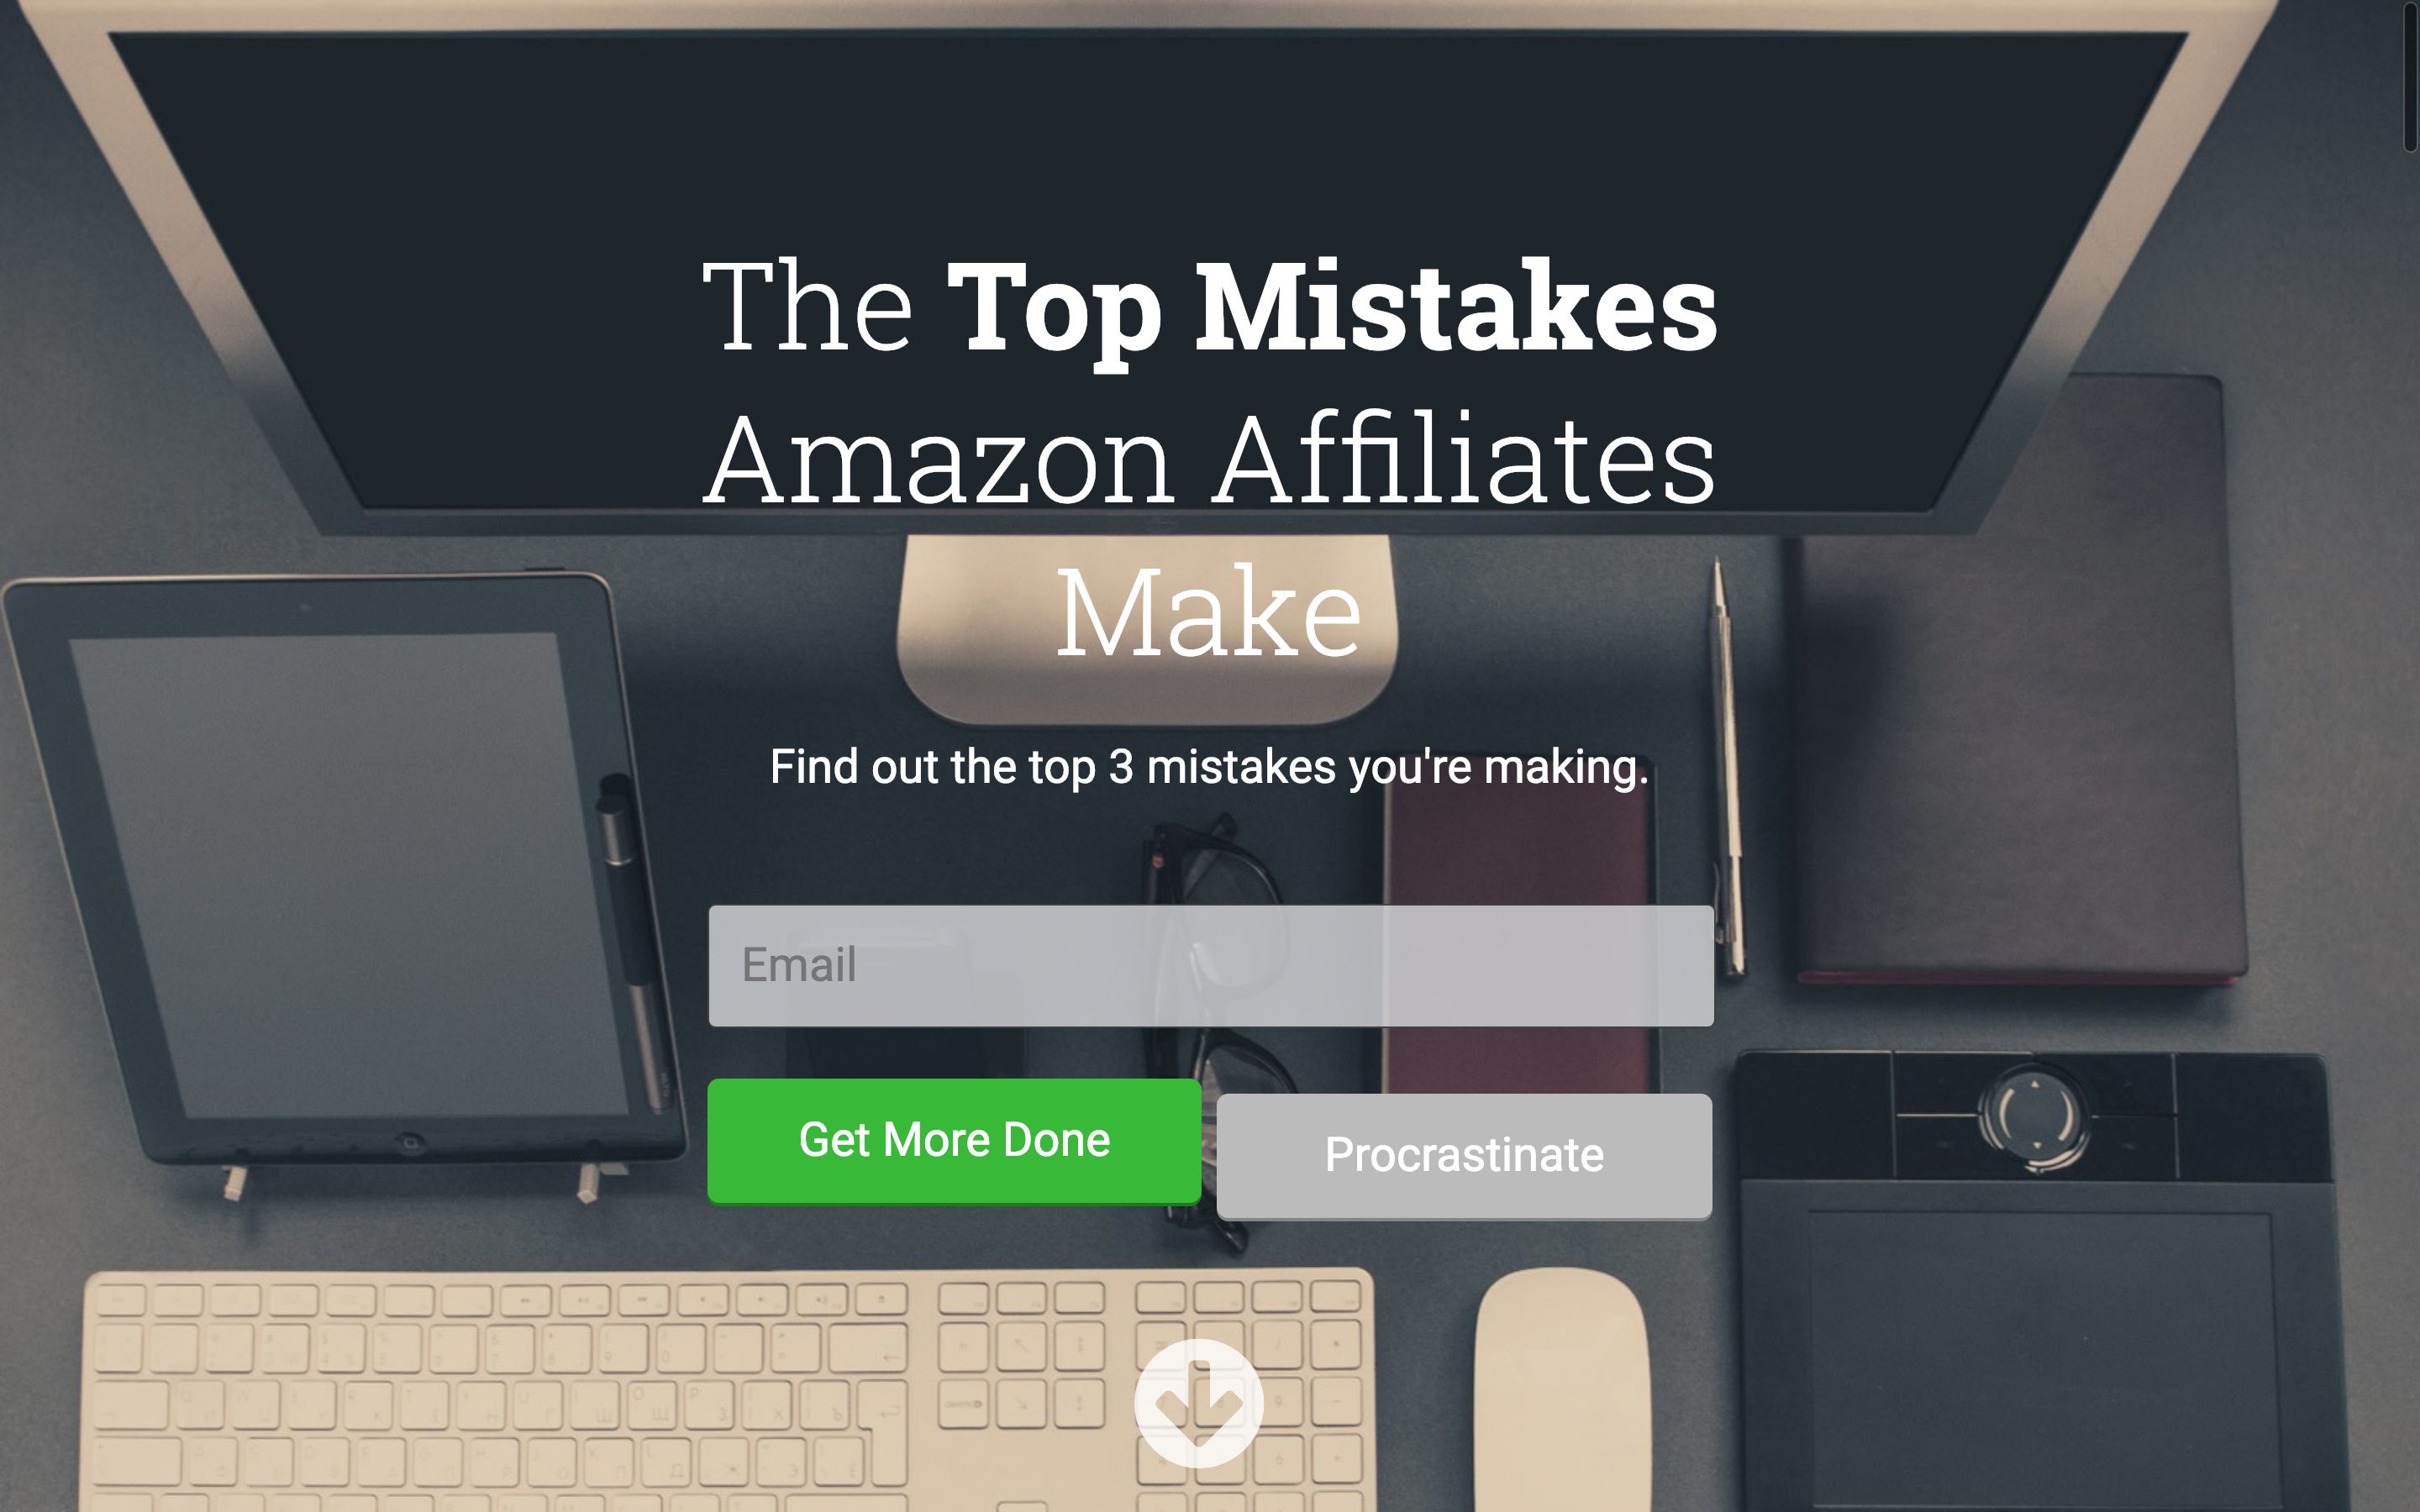 The Top Mistakes
Amazon Affiliates
Make
Find out the top 3 mistakes you're making.
Email
Get More Done
Procrastinate